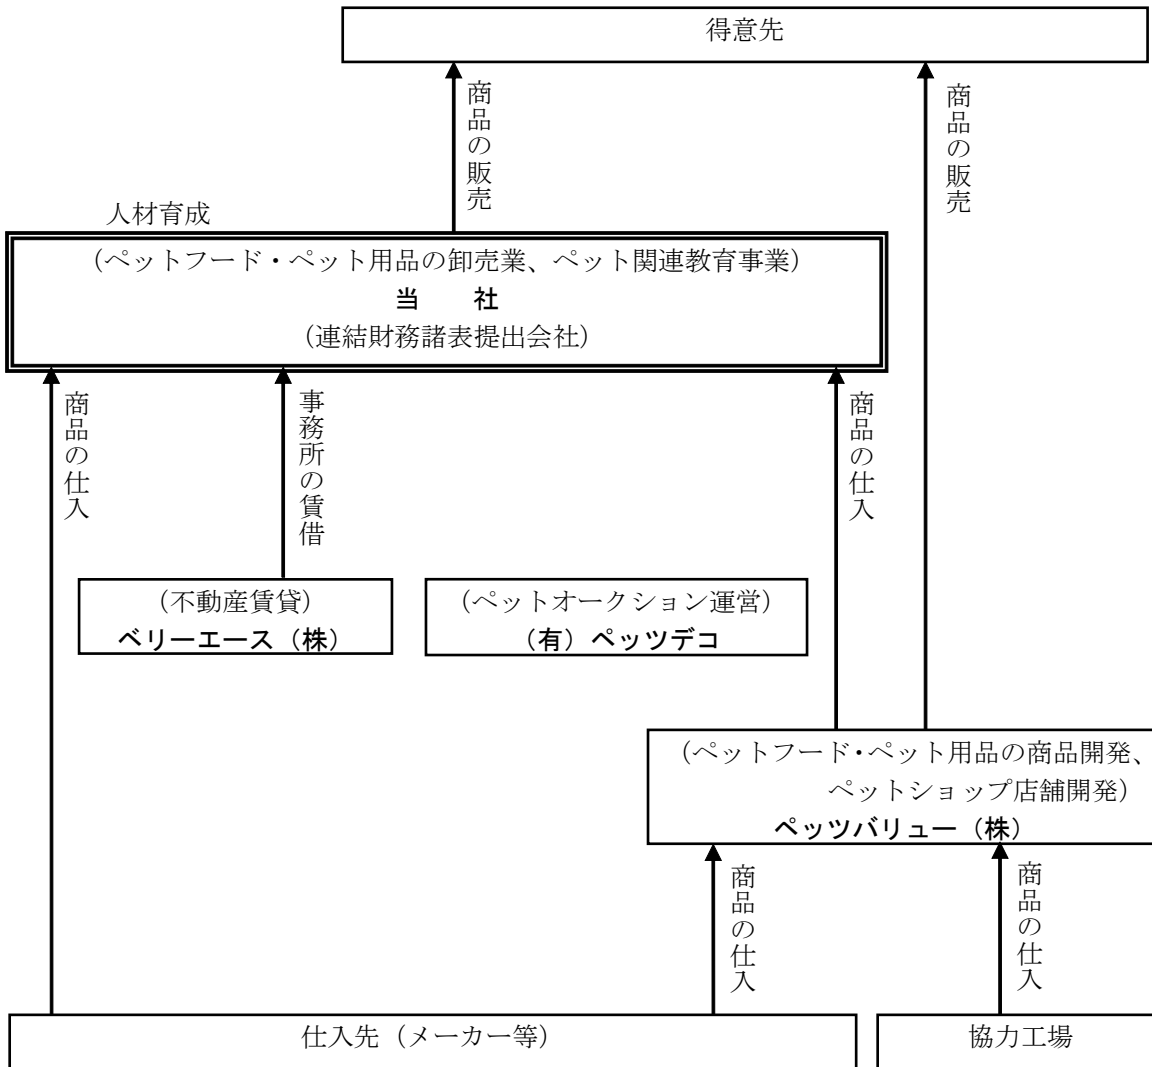 得意先
商品の販売
商品の販売
人材育成
(ペットフード・ペット用品の卸売業、ペット関連教育事業)
当　　社
(連結財務諸表提出会社)
商品の仕入
事務所の賃借
商品の仕入
(不動産賃貸)
ベリーエース（株）
(ペットオークション運営)
（有）ペッツデコ
(ペットフード・ペット用品の商品開発、
ペットショップ店舗開発)
ペッツバリュー（株）
商品の仕入
商品の仕入
仕入先（メーカー等）
協力工場